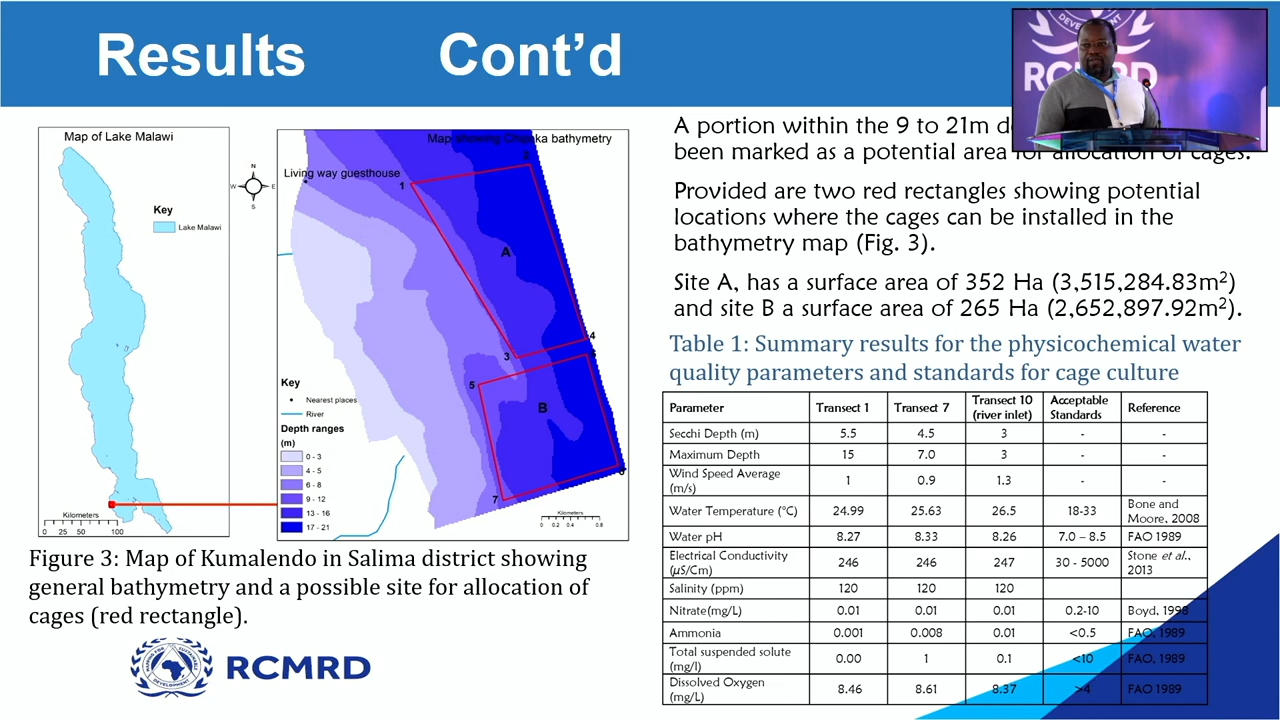 Results Cont'd
RC RD
Map of Lake Malawi
Key
Lake Malawi
Kilometers
0 25 50 100
N
W E
S
Map showing bathymetry
Living way guesthouse
1
A
4
3
5
B
7
Key
Nearest places
River
Depth ranges
(m)
0 - 3
4 - 5
6 - 8
9 - 12
13 - 16
17 - 21
Kilometers
0 0.2 0.4 0.8
Figure 3: Map of Kumalendo in Salima district showing
general bathymetry and a possible site for allocation of
cages (red rectangle).
RCMRD
A portion within the 9 to 21m
been marked as a potential area for allocation of cages.
Provided are two red rectangles showing potential
locations where the cages can be installed in the
bathymetry map (Fig. 3).
Site A, has a surface area of 352 Ha (3,515,284.83m²)
and site B a surface area of 265 Ha (2,652,897.92m²).
Table 1: Summary results for the physicochemical water
quality parameters and standards for cage culture
Parameter Transect 1 Transect 7 Transect 10 (river inlet) Acceptable Standards Reference
Secchi Depth (m) 5.5 4.5 3 - -
Maximum Depth 15 7.0 3 - -
Wind Speed Average (m/s) 1 0.9 1.3 - -
Water Temperature (°C) 24.99 25.63 26.5 18-33 Bone and Moore, 2008
Water pH 8.27 8.33 8.26 7.0 – 8.5 FAO 1989
Electrical Conductivity (µS/Cm) 246 246 247 30 - 5000 Stone et al., 2013
Salinity (ppm) 120 120 120
Nitrate(mg/L) 0.01 0.01 0.01 0.2-10 Boyd, 1998
Ammonia 0.001 0.008 0.01 <0.5 FAO, 1989
Total suspended solute (mg/l) 0.00 1 0.1 <10 FAO, 1989
Dissolved Oxygen (mg/L) 8.46 8.61 8.37 >4 FAO 1989